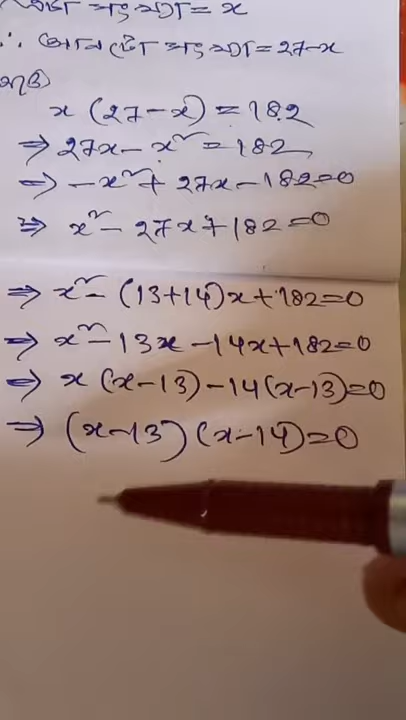 সংখ্যা = x
∴ অন্য টি সংখ্যা = 27-x
x (27-x) = 182
⇒ 27x - x² = 182
⇒ -x² + 27x - 182 = 0
⇒ x² - 27x + 182 = 0
⇒ x² - (13+14)x + 182 = 0
⇒ x² - 13x - 14x + 182 = 0
⇒ x (x-13) - 14(x-13) = 0
⇒ (x-13) (x-14) = 0